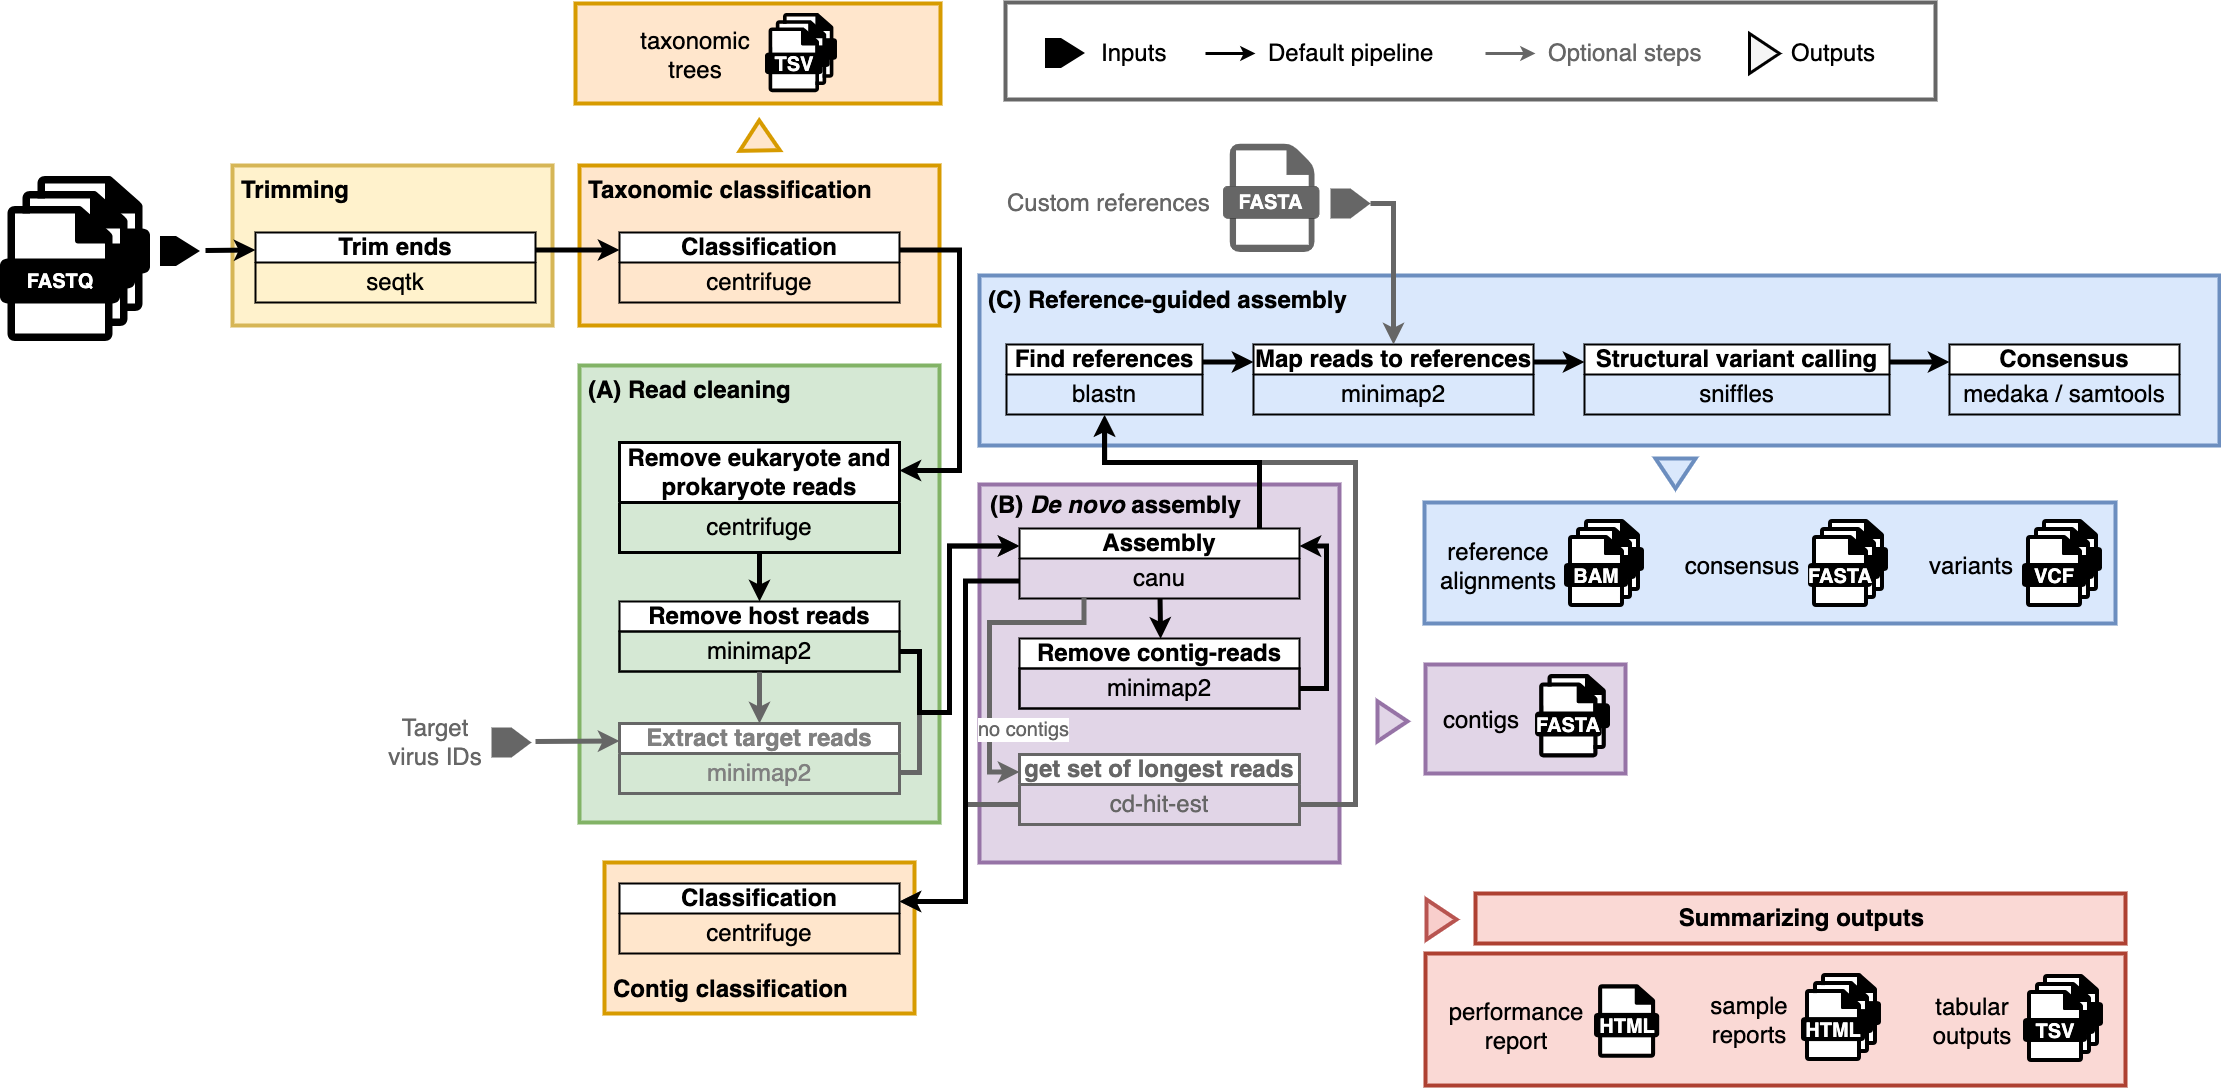 taxonomic
trees
TSV
Inputs
Default pipeline
Optional steps
Outputs
FASTQ
Trimming
Trim ends
seqtk
Taxonomic classification
Classification
centrifuge
Custom references
FASTA
(C) Reference-guided assembly
Find references
blastn
Map reads to references
minimap2
Structural variant calling
sniffles
Consensus
medaka / samtools
(A) Read cleaning
Remove eukaryote and
prokaryote reads
centrifuge
Remove host reads
minimap2
Target
virus IDs
Extract target reads
minimap2
(B) De novo assembly
Assembly
canu
Remove contig-reads
minimap2
no contigs
get set of longest reads
cd-hit-est
reference
alignments
BAM
consensus
FASTA
variants
VCF
contigs
FASTA
Classification
centrifuge
Contig classification
Summarizing outputs
performance
report
HTML
sample
reports
HTML
tabular
outputs
TSV